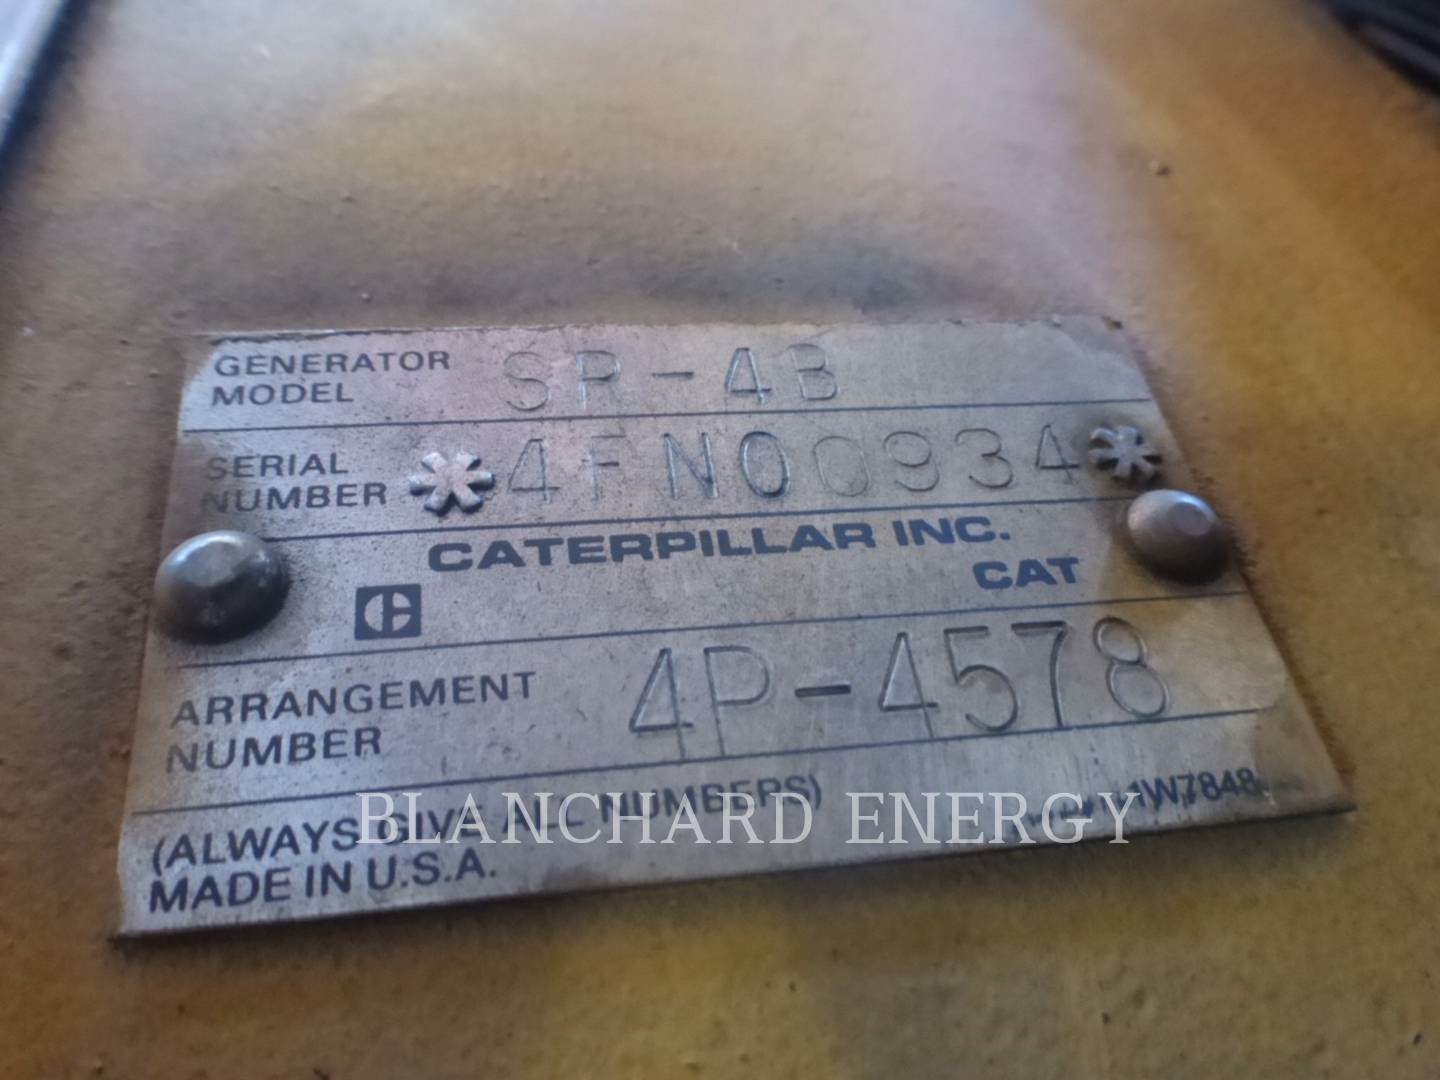 GENERATOR MODEL SR-4B
SERIAL NUMBER *4FN00934*
CATERPILLAR INC.
CAT
ARRANGEMENT NUMBER 4P-4578
(ALWAYS GIVE ALL NUMBERS)
MADE IN U.S.A.
1W7848
BLANCHARD ENERGY